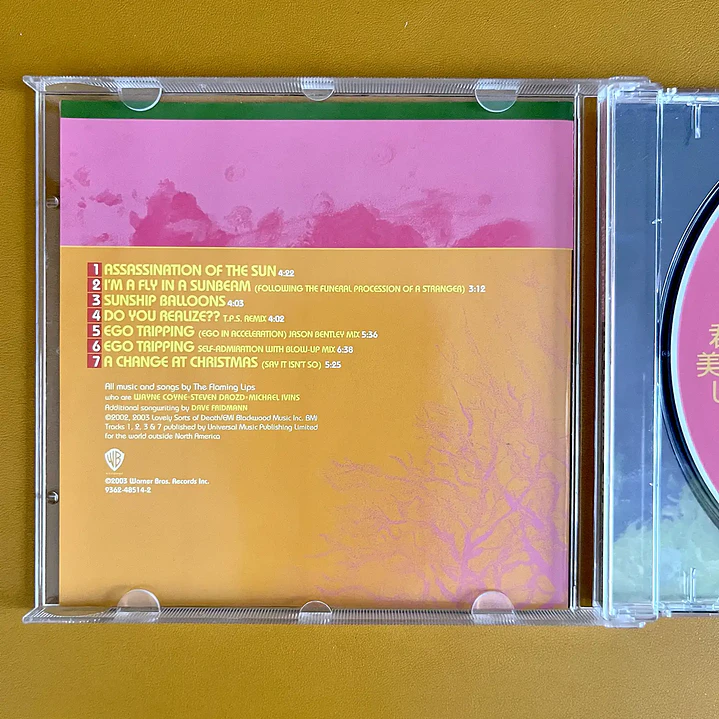 1 ASSASSINATION OF THE SUN 4:22
2 I'M A FLY IN A SUNBEAM (FOLLOWING THE FUNERAL PROCESSION OF A STRANGER) 3:12
3 SUNSHIP BALLOONS 4:03
4 DO YOU REALIZE?? T.P.S. REMIX 4:02
5 EGO TRIPPING (EGO IN ACCELERATION) JASON BENTLEY MIX 5:36
6 EGO TRIPPING SELF-ADMIRATION WITH BLOW-UP MIX 6:38
7 A CHANGE AT CHRISTMAS (SAY IT ISN'T SO) 5:25
All music and songs by The Flaming Lips
who are WAYNE COYNE•STEVEN DROZD•MICHAEL IVINS
Additional songwriting by DAVE FRIDMANN
©2002, 2003 Lovely Sorts of Death/EMI Blackwood Music Inc. BMI
Tracks 1, 2, 3 & 7 published by Universal Music Publishing Limited
for the world outside North America
WB
©2003 Warner Bros. Records Inc.
9362-48514-2
美
し